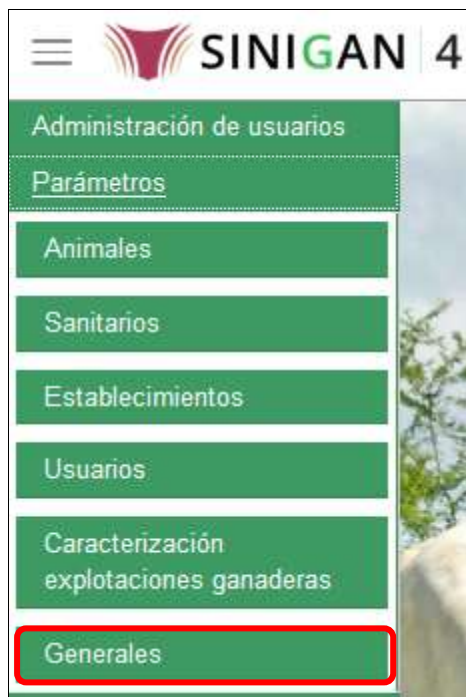 SINIGAN 4
Administración de usuarios
Parámetros
Animales
Sanitarios
Establecimientos
Usuarios
Caracterización
explotaciones ganaderas
Generales